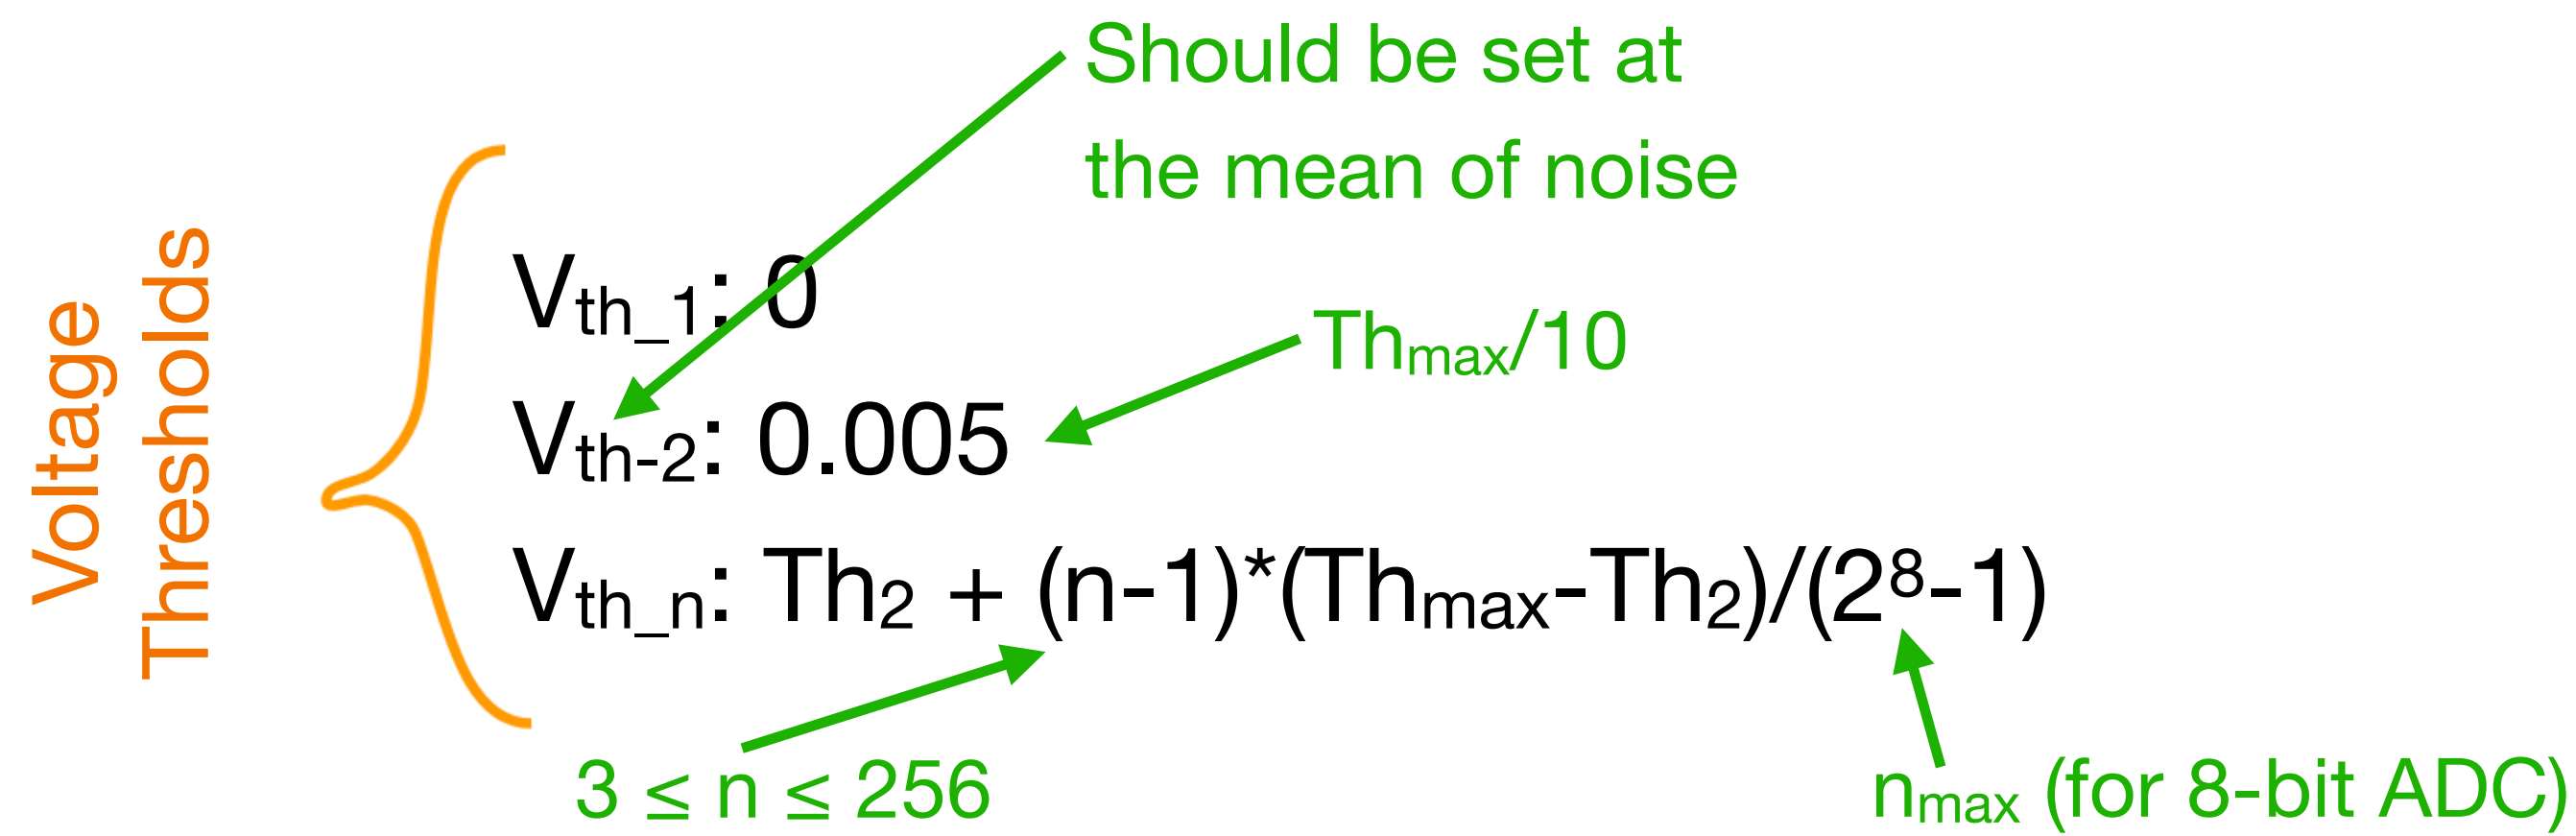 Voltage
Thresholds
Should be set at
the mean of noise
Vth_1: 0
Thmax/10
Vth-2: 0.005
Vth_n: Th2 + (n-1)*(Thmax-Th2)/(2⁸-1)
3 ≤ n ≤ 256
nmax (for 8-bit ADC)